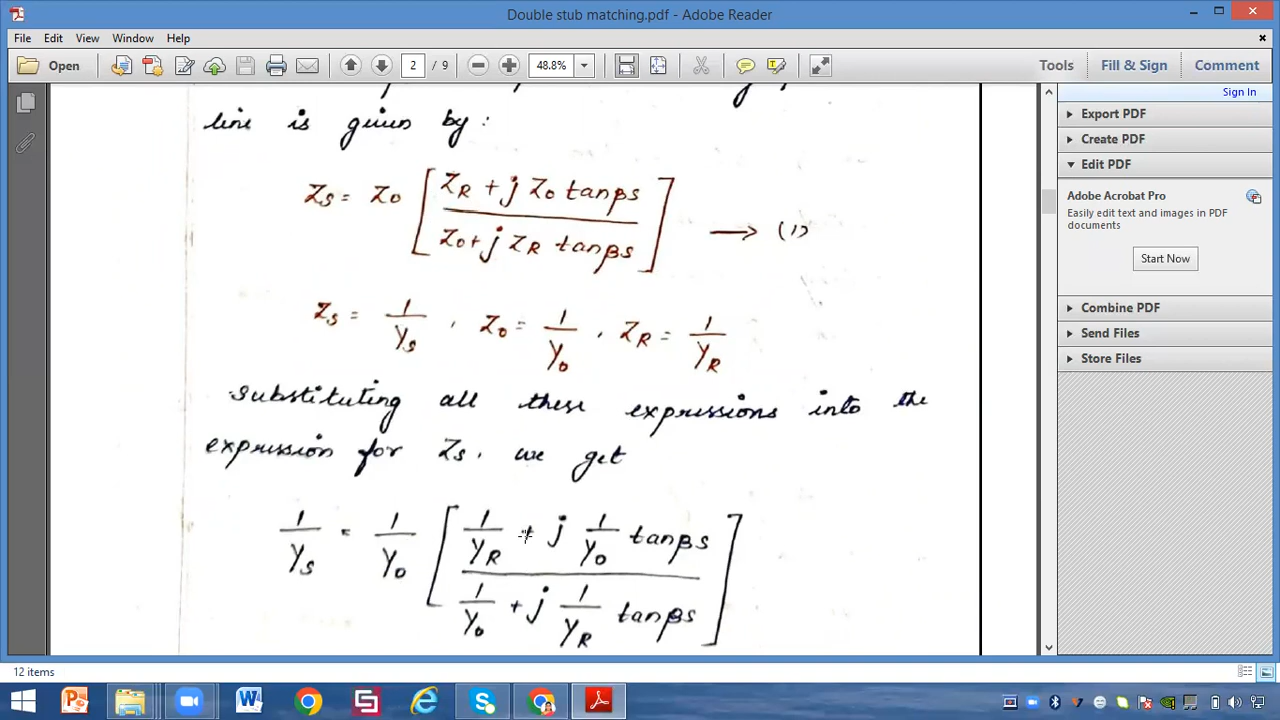 Double stub matching.pdf - Adobe Reader
File Edit View Window Help
Open 2 / 9 48.8% Tools Fill & Sign Comment
Sign In
line is given by:
Zs = Zo [ (ZR + j Zo tanβs) / (Zo + j ZR tanβs) ] → (1)
Zs = 1/Ys , Zo = 1/Yo , ZR = 1/YR
substituting all these expressions into the
expression for Zs, we get
1/Ys = 1/Yo [ (1/YR + j 1/Yo tanβs) / (1/Yo + j 1/YR tanβs) ]
Export PDF
Create PDF
Edit PDF
Adobe Acrobat Pro
Easily edit text and images in PDF
documents
Start Now
Combine PDF
Send Files
Store Files
12 items